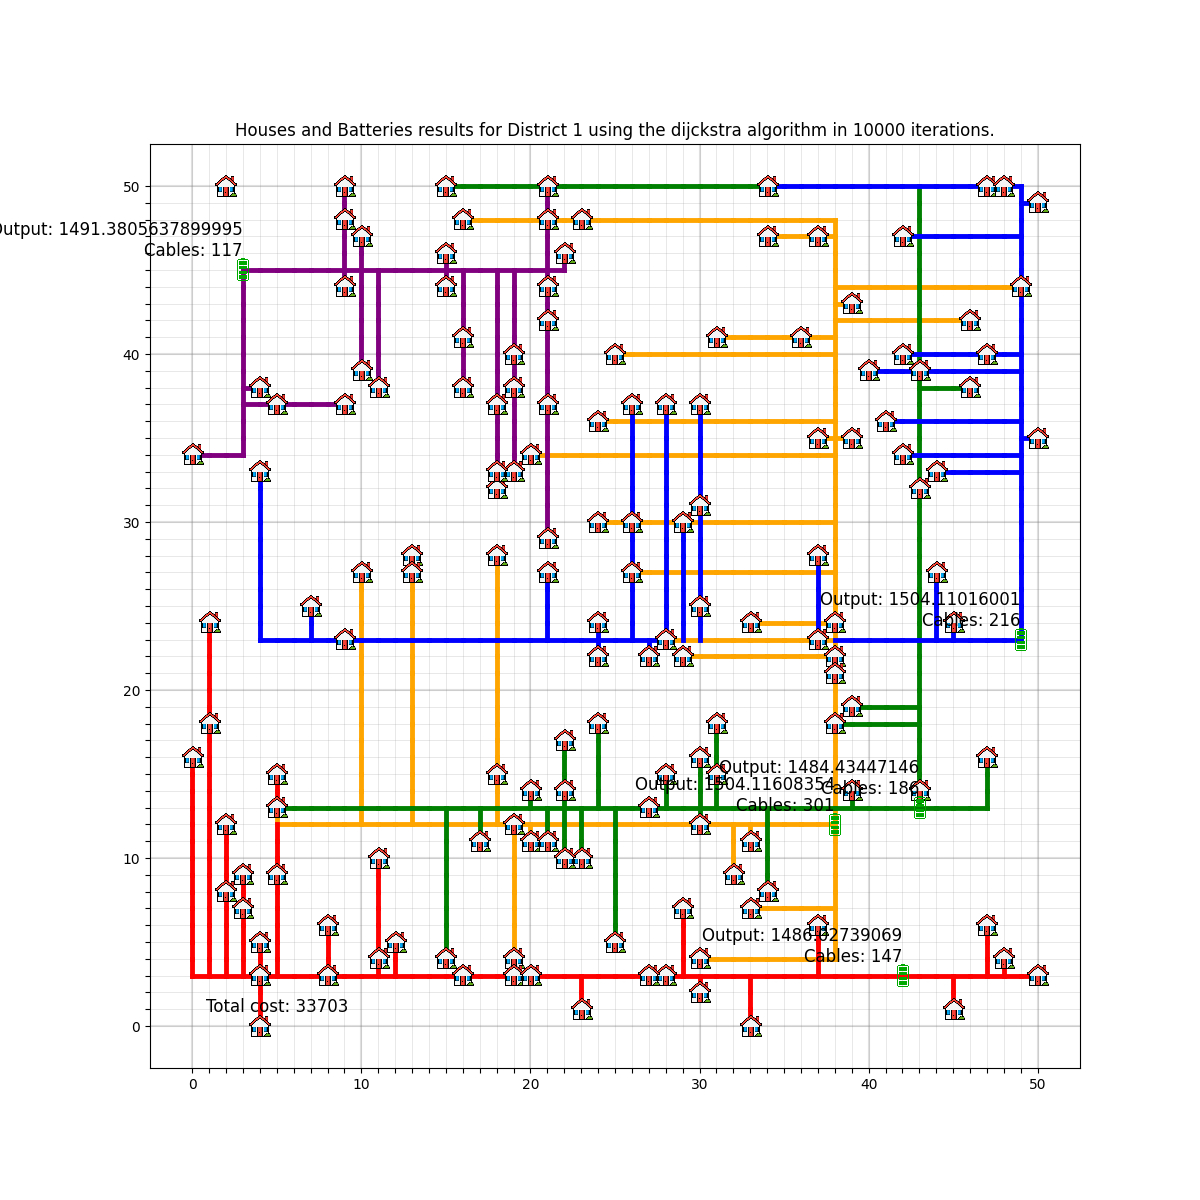 Houses and Batteries results for District 1 using the dijckstra algorithm in 10000 iterations.
50
Output: 1491.3805637899995
Cables: 117
40
30
Output: 1504.11016001
Cables: 216
20
Output: 1484.43447146
Cables: 186
Output: 1504.11608354
Cables: 301
10
Output: 1486.02739069
Cables: 147
Total cost: 33703
0
0 10 20 30 40 50